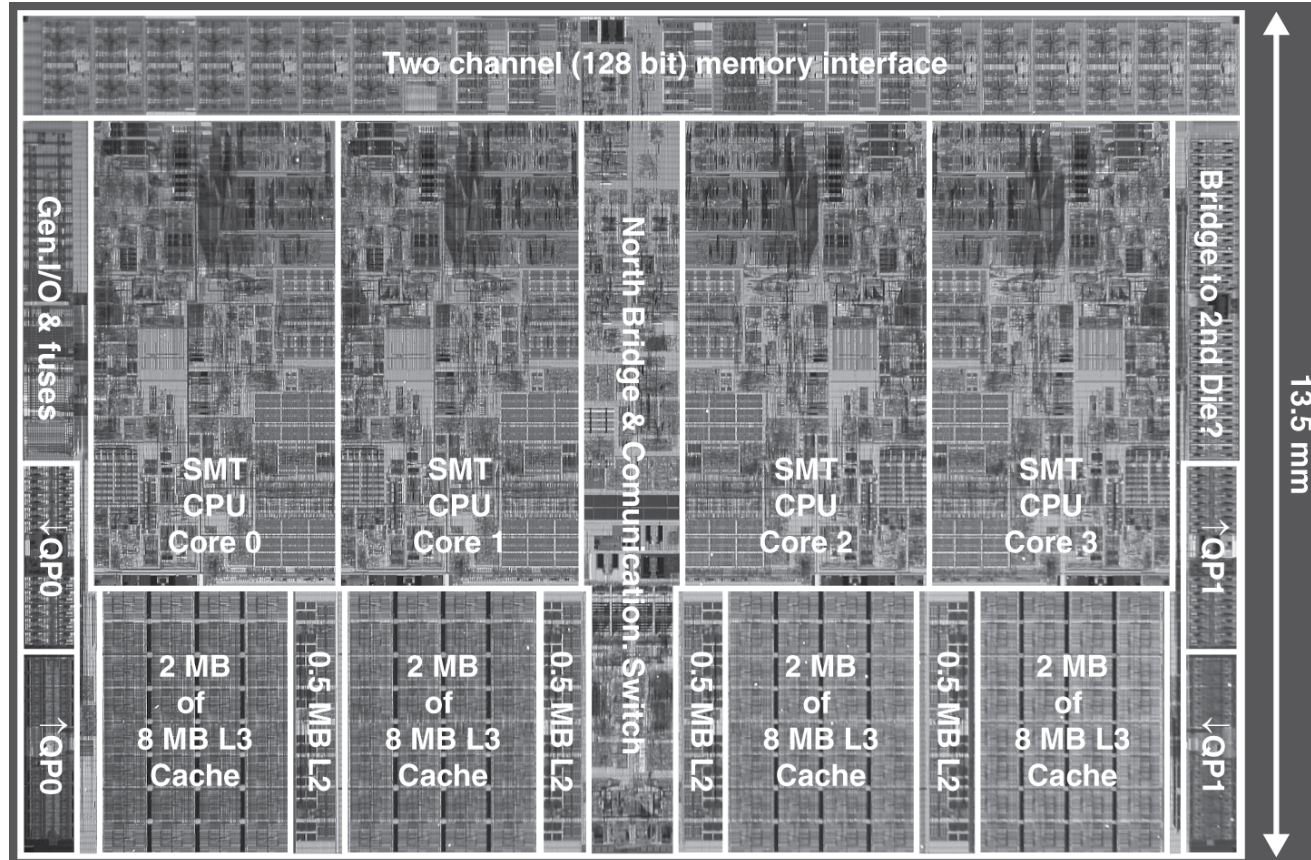 Two channel (128 bit) memory interface
Gen.I/O & fuses
↓QP0
↑QP0
SMT
CPU
Core 0
SMT
CPU
Core 1
North Bridge & Communication. Switch
SMT
CPU
Core 2
SMT
CPU
Core 3
Bridge to 2nd Die?
↑QP1
↓QP1
2 MB
of
8 MB L3
Cache
0.5 MB L2
2 MB
of
8 MB L3
Cache
0.5 MB L2
0.5 MB L2
2 MB
of
8 MB L3
Cache
0.5 MB L2
2 MB
of
8 MB L3
Cache
13.5 mm